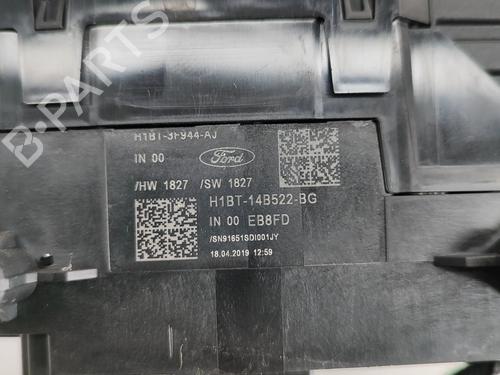 H1BT-3F944-AJ
IN 00
Ford
/HW 1827 /SW 1827
H1BT-14B522-BG
IN 00 EB8FD
/SN91651SDI001JY
18.04.2019 12:59